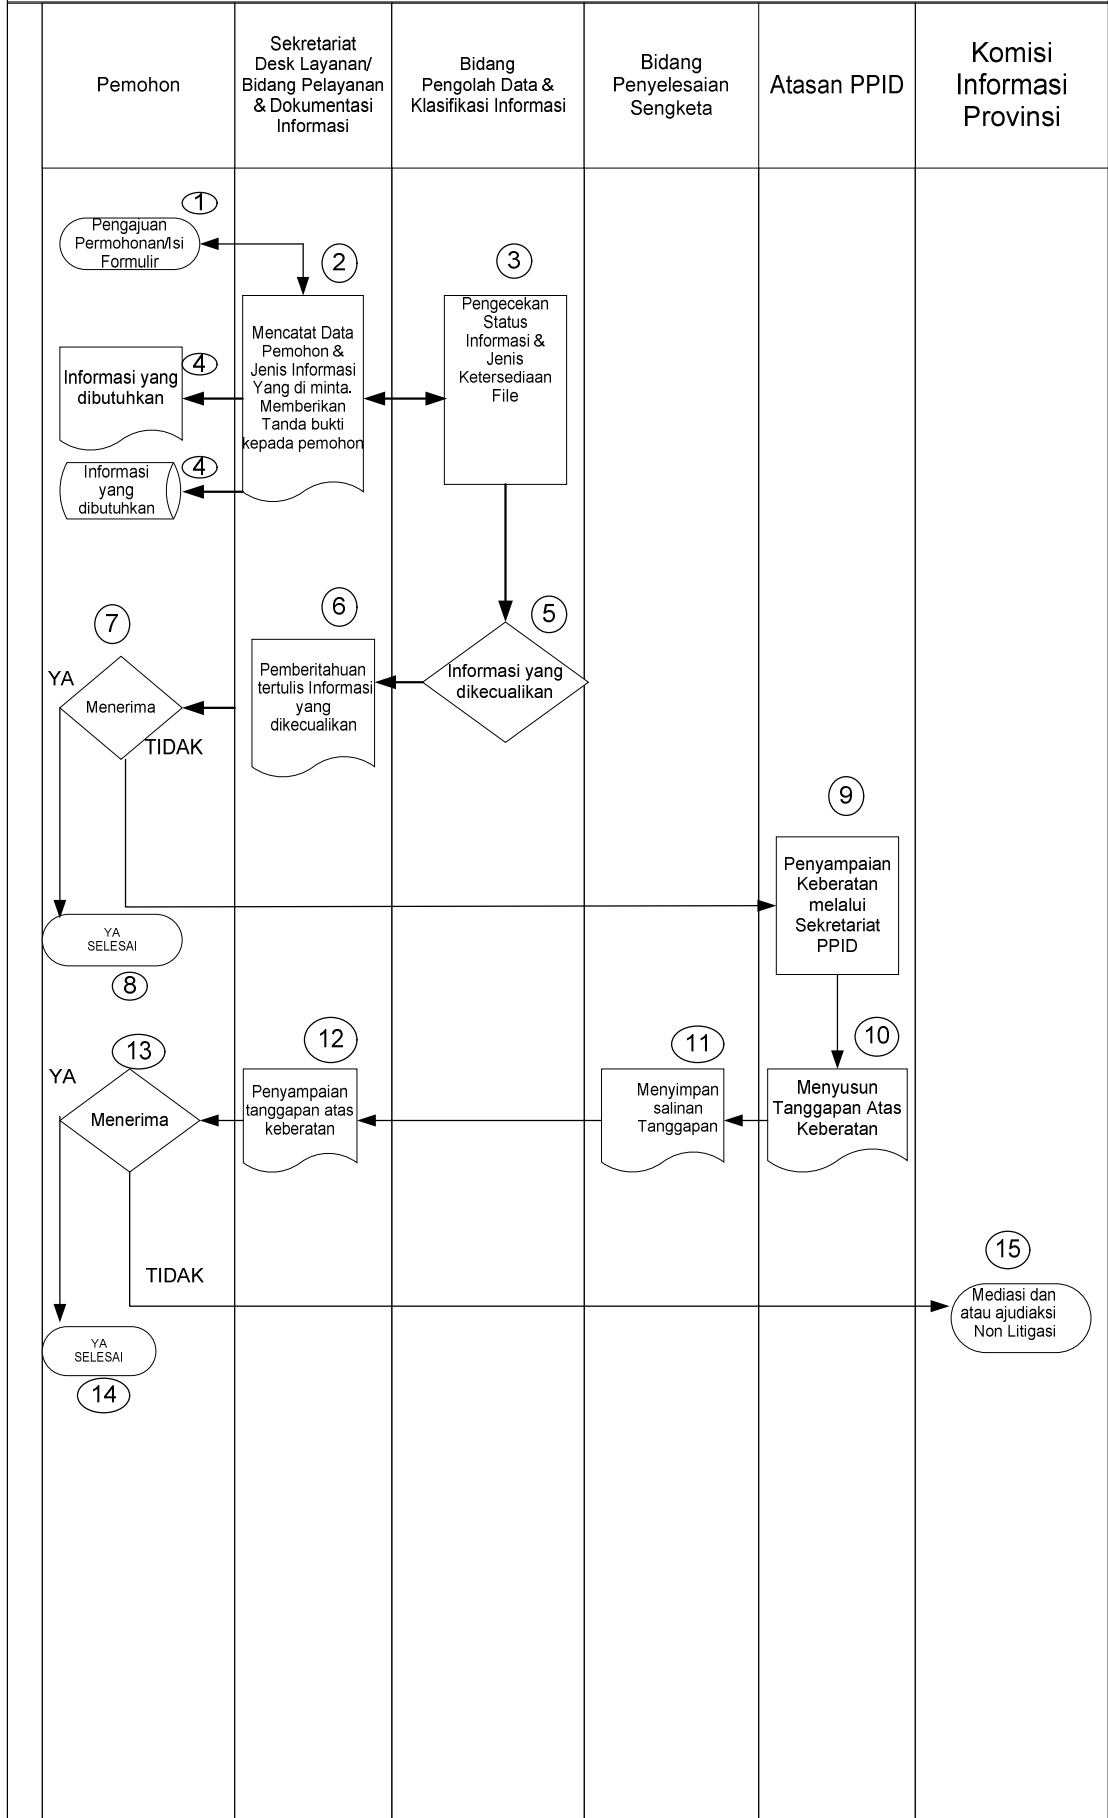 Pemohon
Sekretariat
Desk Layanan/
Bidang Pelayanan
& Dokumentasi
Informasi
Bidang
Pengolah Data &
Klasifikasi Informasi
Bidang
Penyelesaian
Sengketa
Atasan PPID
Komisi
Informasi
Provinsi
1
Pengajuan
Permohonan/Isi
Formulir
2
Mencatat Data
Pemohon &
Jenis Informasi
Yang di minta.
Memberikan
Tanda bukti
kepada pemohon
3
Pengecekan
Status
Informasi &
Jenis
Ketersediaan
File
4
Informasi yang
dibutuhkan
4
Informasi
yang
dibutuhkan
5
Informasi yang
dikecualikan
6
Pemberitahuan
tertulis Informasi
yang
dikecualikan
7
YA
Menerima
TIDAK
YA
SELESAI
8
9
Penyampaian
Keberatan
melalui
Sekretariat
PPID
10
Menyusun
Tanggapan Atas
Keberatan
11
Menyimpan
salinan
Tanggapan
12
Penyampaian
tanggapan atas
keberatan
13
YA
Menerima
TIDAK
YA
SELESAI
14
15
Mediasi dan
atau ajudiaksi
Non Litigasi